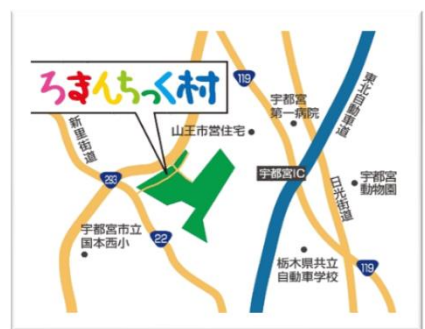 ろまんちっく村
119
宇都宮
第一病院
東北自動車道
新里街道
山王市営住宅
宇都宮IC
宇都宮
動物園
日光街道
293
宇都宮市立
国本西小
22
栃木県共立
自動車学校
119